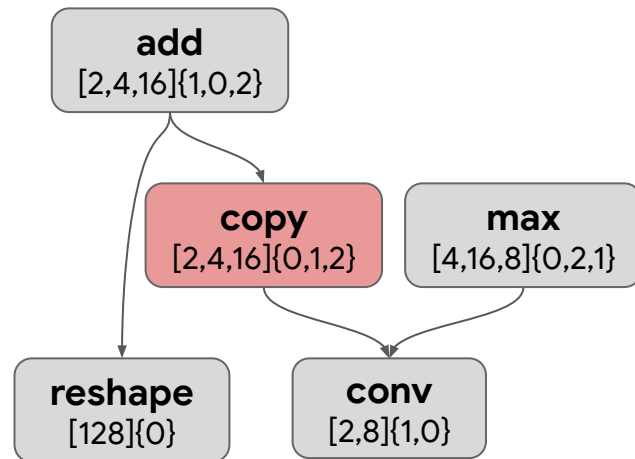 add
[2,4,16]{1,0,2}
copy
[2,4,16]{0,1,2}
max
[4,16,8]{0,2,1}
reshape
[128]{0}
conv
[2,8]{1,0}